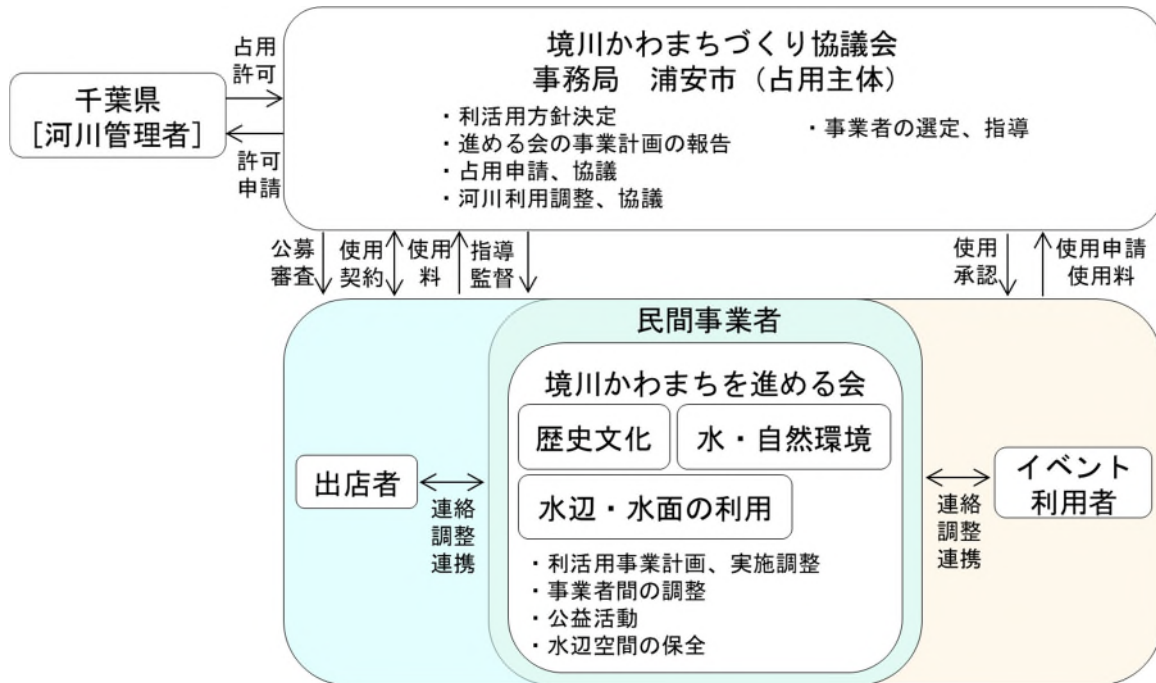 境川かわまちづくり協議会
事務局　浦安市（占用主体）
・利活用方針決定
・進める会の事業計画の報告
・占用申請、協議
・河川利用調整、協議
・事業者の選定、指導
占用
許可
千葉県
［河川管理者］
許可
申請
公募
審査
使用
契約
使用
料
指導
監督
使用
承認
使用申請
使用料
民間事業者
境川かわまちを進める会
歴史文化
水・自然環境
水辺・水面の利用
・利活用事業計画、実施調整
・事業者間の調整
・公益活動
・水辺空間の保全
出店者
連絡
調整
連携
連絡
調整
連携
イベント
利用者